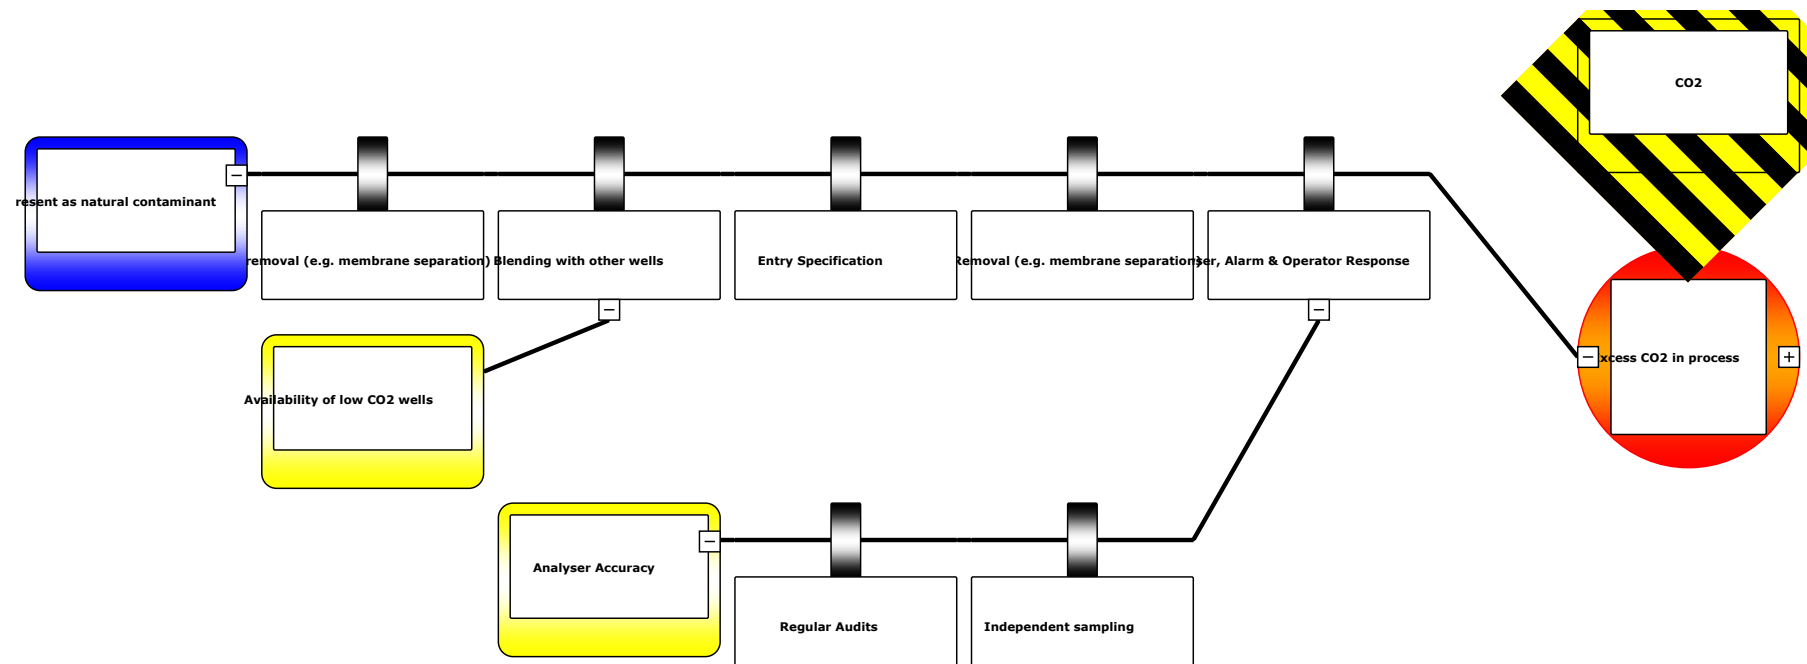 CO2
resent as natural contaminant
removal (e.g. membrane separation)
Blending with other wells
Entry Specification
Removal (e.g. membrane separation)
ser, Alarm & Operator Response
xcess CO2 in process
Availability of low CO2 wells
Analyser Accuracy
Regular Audits
Independent sampling